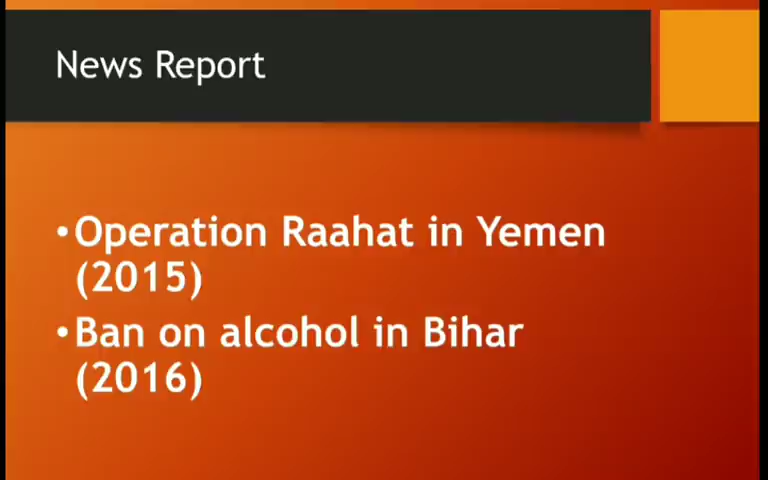 News Report
•Operation Raahat in Yemen
(2015)
•Ban on alcohol in Bihar
(2016)